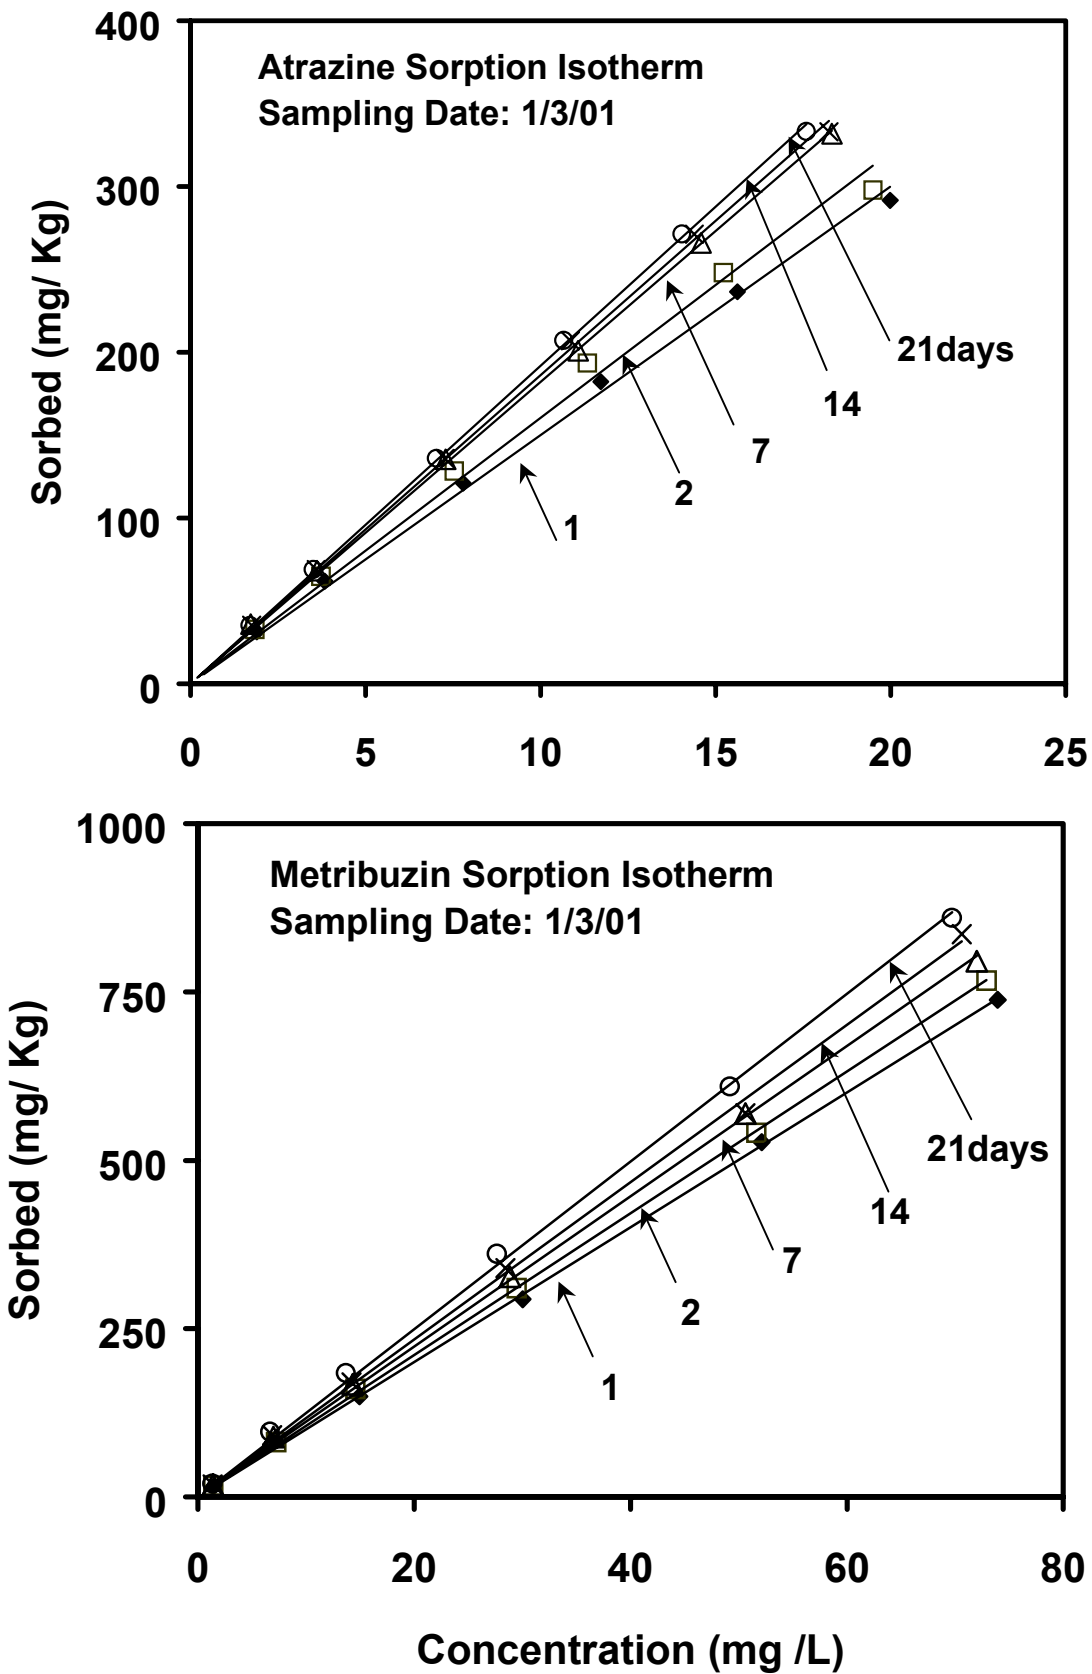 400
Atrazine Sorption Isotherm
Sampling Date: 1/3/01
300
Sorbed (mg/ Kg)
200
21days
14
7
2
100
1
0
0 5 10 15 20 25
1000
Metribuzin Sorption Isotherm
Sampling Date: 1/3/01
750
Sorbed (mg/ Kg)
500
21days
14
7
2
250
1
0
0 20 40 60 80
Concentration (mg /L)